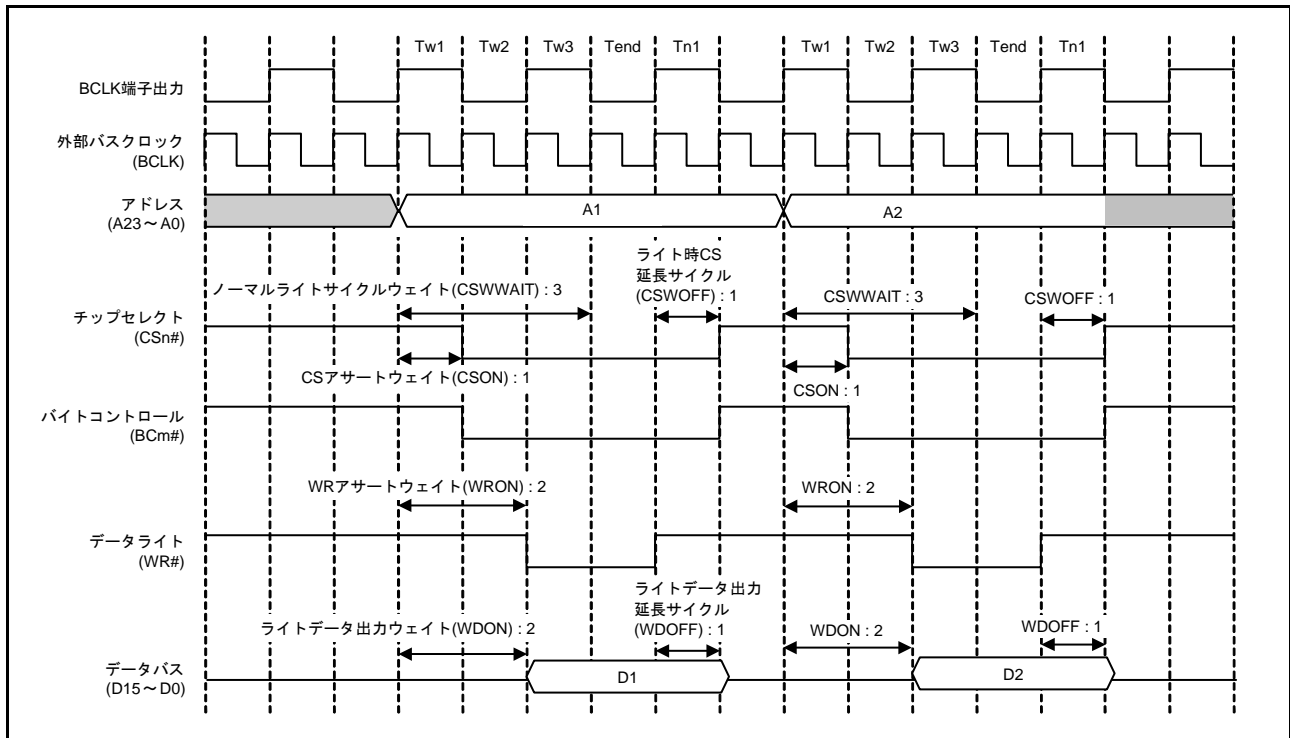 Tw1 Tw2 Tw3 Tend Tn1 Tw1 Tw2 Tw3 Tend Tn1
BCLK端子出力
外部バスクロック
(BCLK)
アドレス
(A23～A0)
A1 A2
ライト時CS
延長サイクル
(CSWOFF) : 1
ノーマルライトサイクルウェイト(CSWWAIT) : 3
CSWWAIT : 3
CSWOFF : 1
チップセレクト
(CSn#)
CSアサートウェイト(CSON) : 1
CSON : 1
バイトコントロール
(BCm#)
WRアサートウェイト(WRON) : 2
WRON : 2
データライト
(WR#)
ライトデータ出力
延長サイクル
(WDOFF) : 1
ライトデータ出力ウェイト(WDON) : 2
WDON : 2
WDOFF : 1
データバス
(D15～D0)
D1 D2